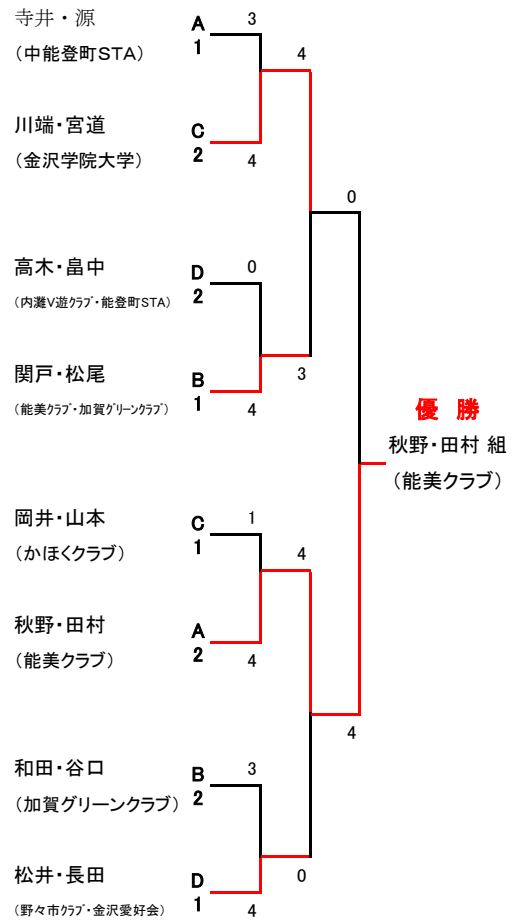 寺井・源
(中能登町STA)
A
1
3
4
川端・宮道
(金沢学院大学)
C
2
4
0
高木・畠中
(内灘V遊クラブ・能登町STA)
D
2
0
関戸・松尾
(能美クラブ・加賀グリーンクラブ)
B
1
4
3
優 勝
秋野・田村 組
(能美クラブ)
岡井・山本
(かほくクラブ)
C
1
1
4
秋野・田村
(能美クラブ)
A
2
4
4
和田・谷口
(加賀グリーンクラブ)
B
2
3
松井・長田
(野々市クラブ・金沢愛好会)
D
1
4
0